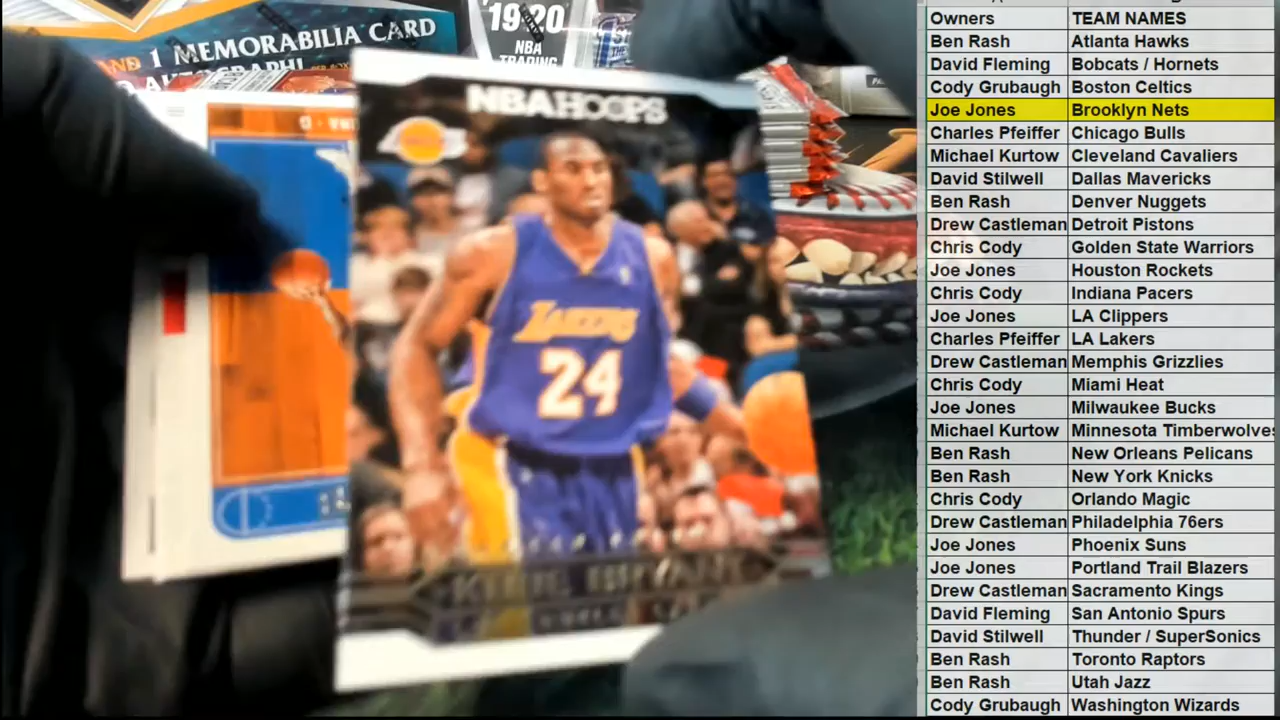 AND 1 MEMORABILIA CARD
AUTOGRAPH!
19-20
NBA
TRADING
NBA HOOPS
LAKERS
24
KOBE BRYANT
Owners TEAM NAMES
Ben Rash Atlanta Hawks
David Fleming Bobcats / Hornets
Cody Grubaugh Boston Celtics
Joe Jones Brooklyn Nets
Charles Pfeiffer Chicago Bulls
Michael Kurtow Cleveland Cavaliers
David Stilwell Dallas Mavericks
Ben Rash Denver Nuggets
Drew Castleman Detroit Pistons
Chris Cody Golden State Warriors
Joe Jones Houston Rockets
Chris Cody Indiana Pacers
Joe Jones LA Clippers
Charles Pfeiffer LA Lakers
Drew Castleman Memphis Grizzlies
Chris Cody Miami Heat
Joe Jones Milwaukee Bucks
Michael Kurtow Minnesota Timberwolves
Ben Rash New Orleans Pelicans
Ben Rash New York Knicks
Chris Cody Orlando Magic
Drew Castleman Philadelphia 76ers
Joe Jones Phoenix Suns
Joe Jones Portland Trail Blazers
Drew Castleman Sacramento Kings
David Fleming San Antonio Spurs
David Stilwell Thunder / SuperSonics
Ben Rash Toronto Raptors
Ben Rash Utah Jazz
Cody Grubaugh Washington Wizards